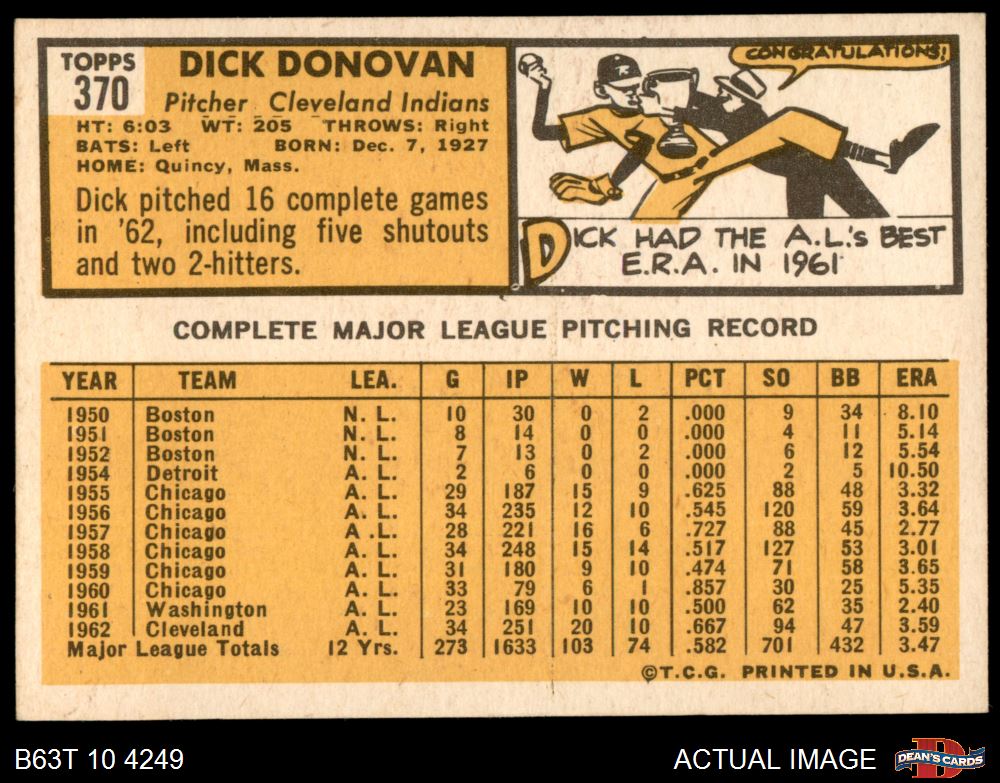 TOPPS
370
DICK DONOVAN
Pitcher Cleveland Indians
HT: 6:03 WT: 205 THROWS: Right
BATS: Left BORN: Dec. 7, 1927
HOME: Quincy, Mass.
Dick pitched 16 complete games
in '62, including five shutouts
and two 2-hitters.
CONGRATULATIONS!
DICK HAD THE A.L.'s BEST
E.R.A. IN 1961
COMPLETE MAJOR LEAGUE PITCHING RECORD
YEAR TEAM LEA. G IP W L PCT SO BB ERA
1950 Boston N. L. 10 30 0 2 .000 9 34 8.10
1951 Boston N. L. 8 14 0 0 .000 4 11 5.14
1952 Boston N. L. 7 13 0 2 .000 6 12 5.54
1954 Detroit A. L. 2 6 0 0 .000 2 5 10.50
1955 Chicago A. L. 29 187 15 9 .625 88 48 3.32
1956 Chicago A. L. 34 235 12 10 .545 120 59 3.64
1957 Chicago A .L. 28 221 16 6 .727 88 45 2.77
1958 Chicago A. L. 34 248 15 14 .517 127 53 3.01
1959 Chicago A. L. 31 180 9 10 .474 71 58 3.65
1960 Chicago A. L. 33 79 6 1 .857 30 25 5.35
1961 Washington A. L. 23 169 10 10 .500 62 35 2.40
1962 Cleveland A. L. 34 251 20 10 .667 94 47 3.59
Major League Totals 12 Yrs. 273 1633 103 74 .582 701 432 3.47
©T.C.G. PRINTED IN U.S.A.
B63T 10 4249
ACTUAL IMAGE
D
DEAN'S CARDS